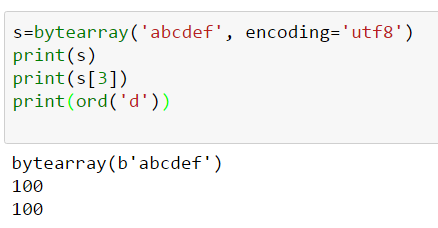 s=bytearray('abcdef', encoding='utf8')
print(s)
print(s[3])
print(ord('d'))
bytearray(b'abcdef')
100
100